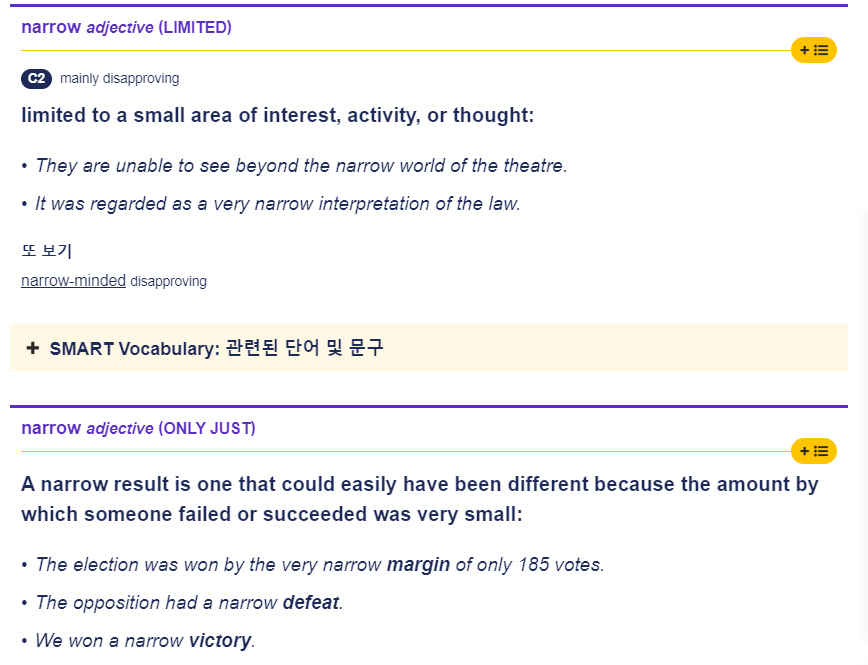 narrow adjective (LIMITED)
C2 mainly disapproving
limited to a small area of interest, activity, or thought:
• They are unable to see beyond the narrow world of the theatre.
• It was regarded as a very narrow interpretation of the law.
또 보기
narrow-minded disapproving
+ SMART Vocabulary: 관련된 단어 및 문구
narrow adjective (ONLY JUST)
A narrow result is one that could easily have been different because the amount by
which someone failed or succeeded was very small:
• The election was won by the very narrow margin of only 185 votes.
• The opposition had a narrow defeat.
• We won a narrow victory.